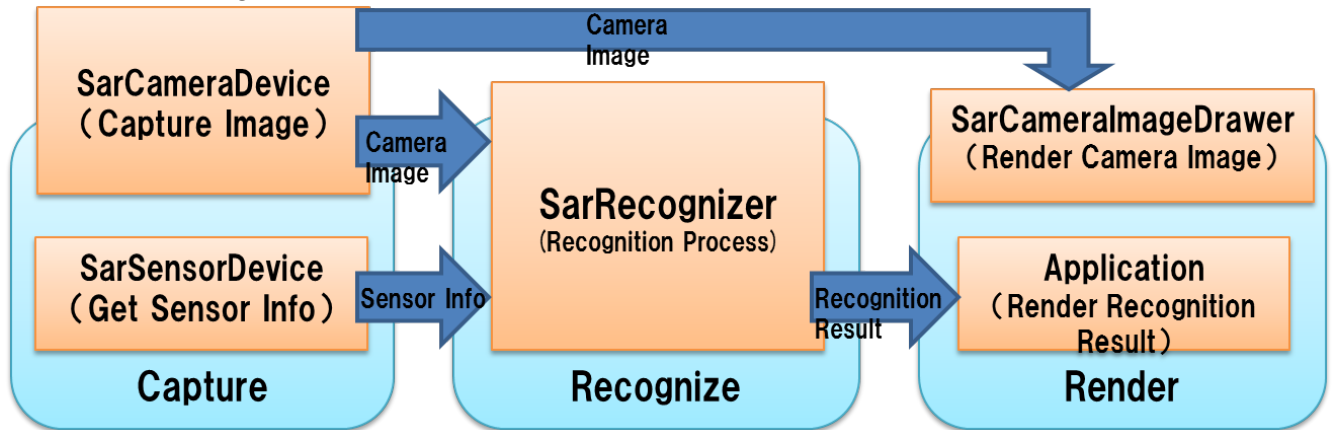 Camera
Image
SarCameraDevice
（Capture Image）
Camera
Image
SarSensorDevice
（Get Sensor Info）
Sensor Info
Capture
SarRecognizer
(Recognition Process)
Recognition
Result
Recognize
SarCameraImageDrawer
（Render Camera Image）
Application
（Render Recognition
Result）
Render